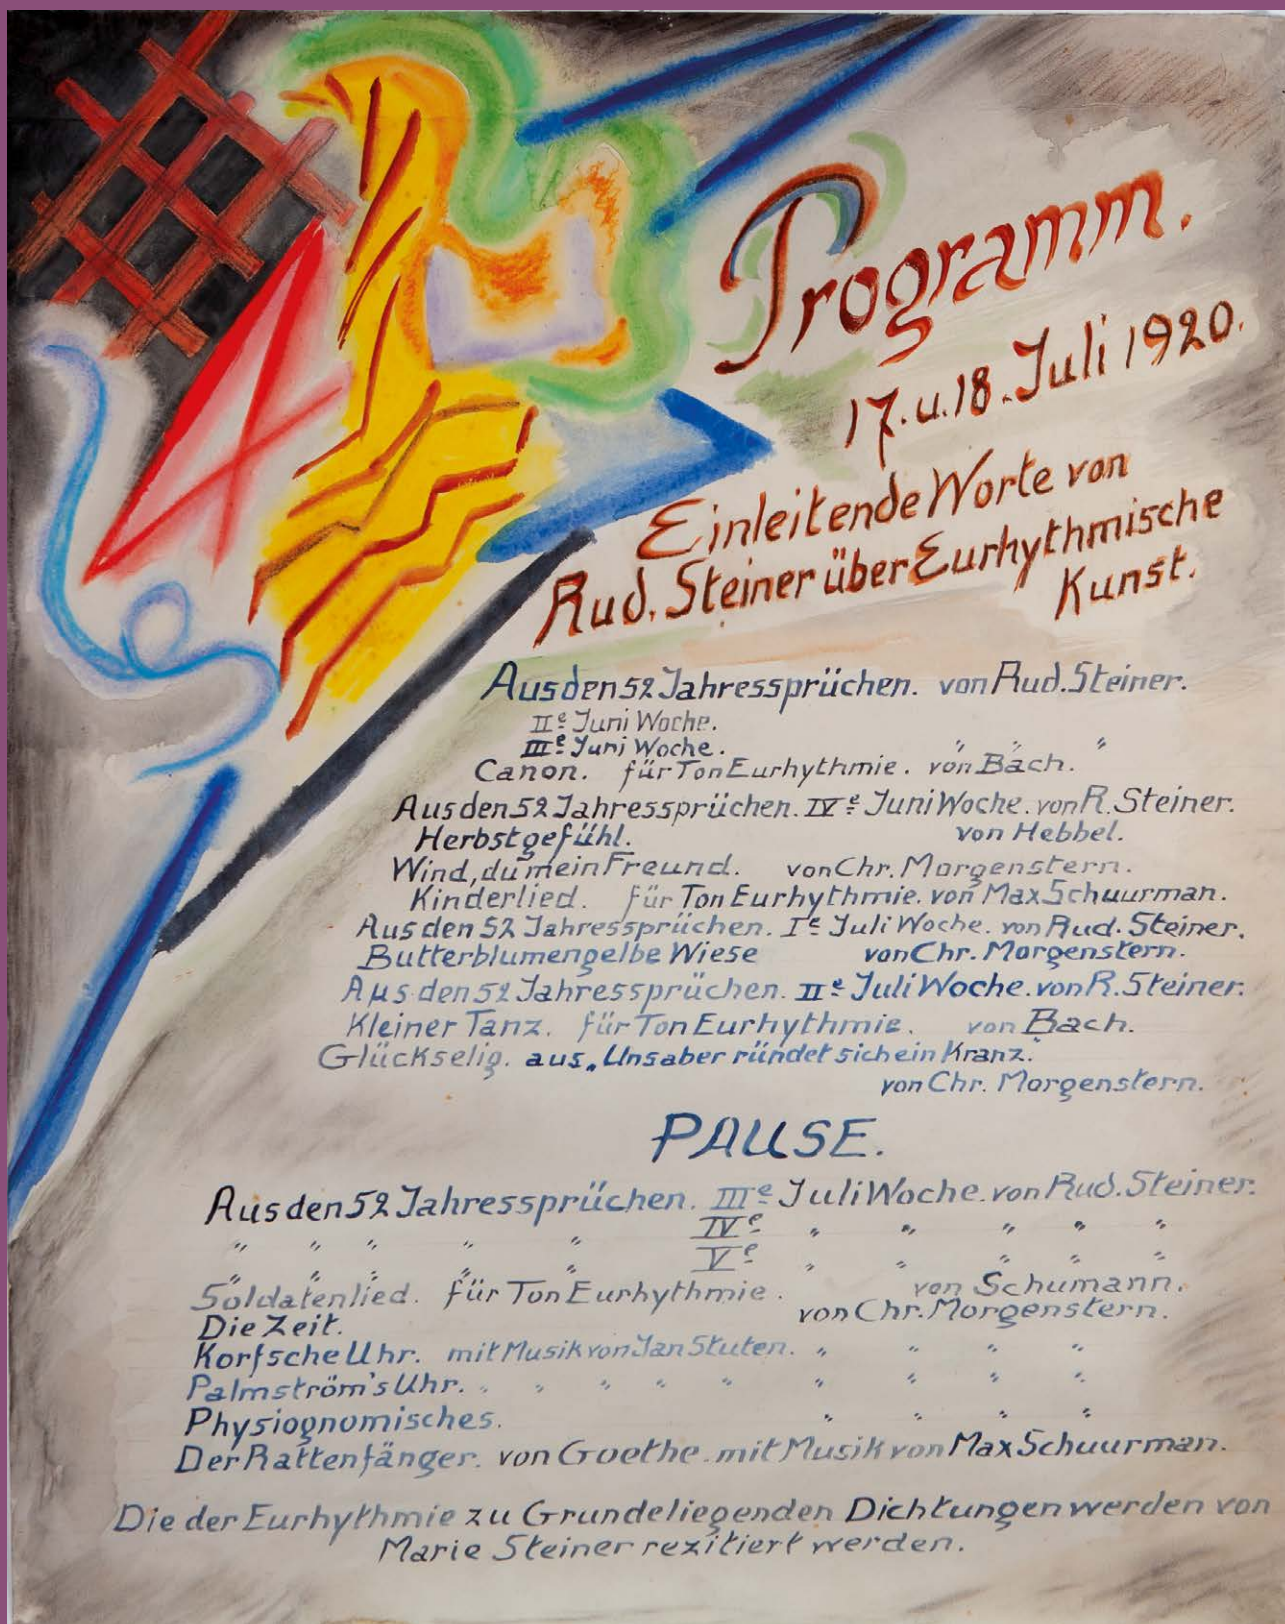 Programm.
17. u. 18. Juli 1920.
Einleitende Worte von
Rud. Steiner über Eurhythmische
Kunst.
Aus den 52 Jahressprüchen. von Rud. Steiner.
IIe Juni Woche.
IIIe Juni Woche. " " "
Canon. für Ton Eurhythmie. von Bach.
Aus den 52 Jahressprüchen. IVe Juni Woche. von R. Steiner.
Herbstgefühl. von Hebbel.
Wind, du mein Freund. von Chr. Morgenstern.
Kinderlied. für Ton Eurhythmie. von Max Schuurman.
Aus den 52 Jahressprüchen. Ie Juli Woche. von Rud. Steiner.
Butterblumengelbe Wiese von Chr. Morgenstern.
Aus den 52 Jahressprüchen. IIe Juli Woche. von R. Steiner.
Kleiner Tanz. für Ton Eurhythmie. von Bach.
Glückselig. aus „Uns aber ründet sich ein Kranz.“
von Chr. Morgenstern.
PAUSE.
Aus den 52 Jahressprüchen. IIIe Juli Woche. von Rud. Steiner.
" " " " " IVe " " " " "
" " " " " Ve " " " " "
Soldatenlied. für Ton Eurhythmie. von Schumann.
Die Zeit. von Chr. Morgenstern.
Korfsche Uhr. mit Musik von Jan Stuten. " " " "
Palmström's Uhr. " " " " " " " " "
Physiognomisches. " " " "
Der Rattenfänger. von Goethe. mit Musik von Max Schuurman.
Die der Eurhythmie zu Grundeliegenden Dichtungen werden von
Marie Steiner rezitiert werden.